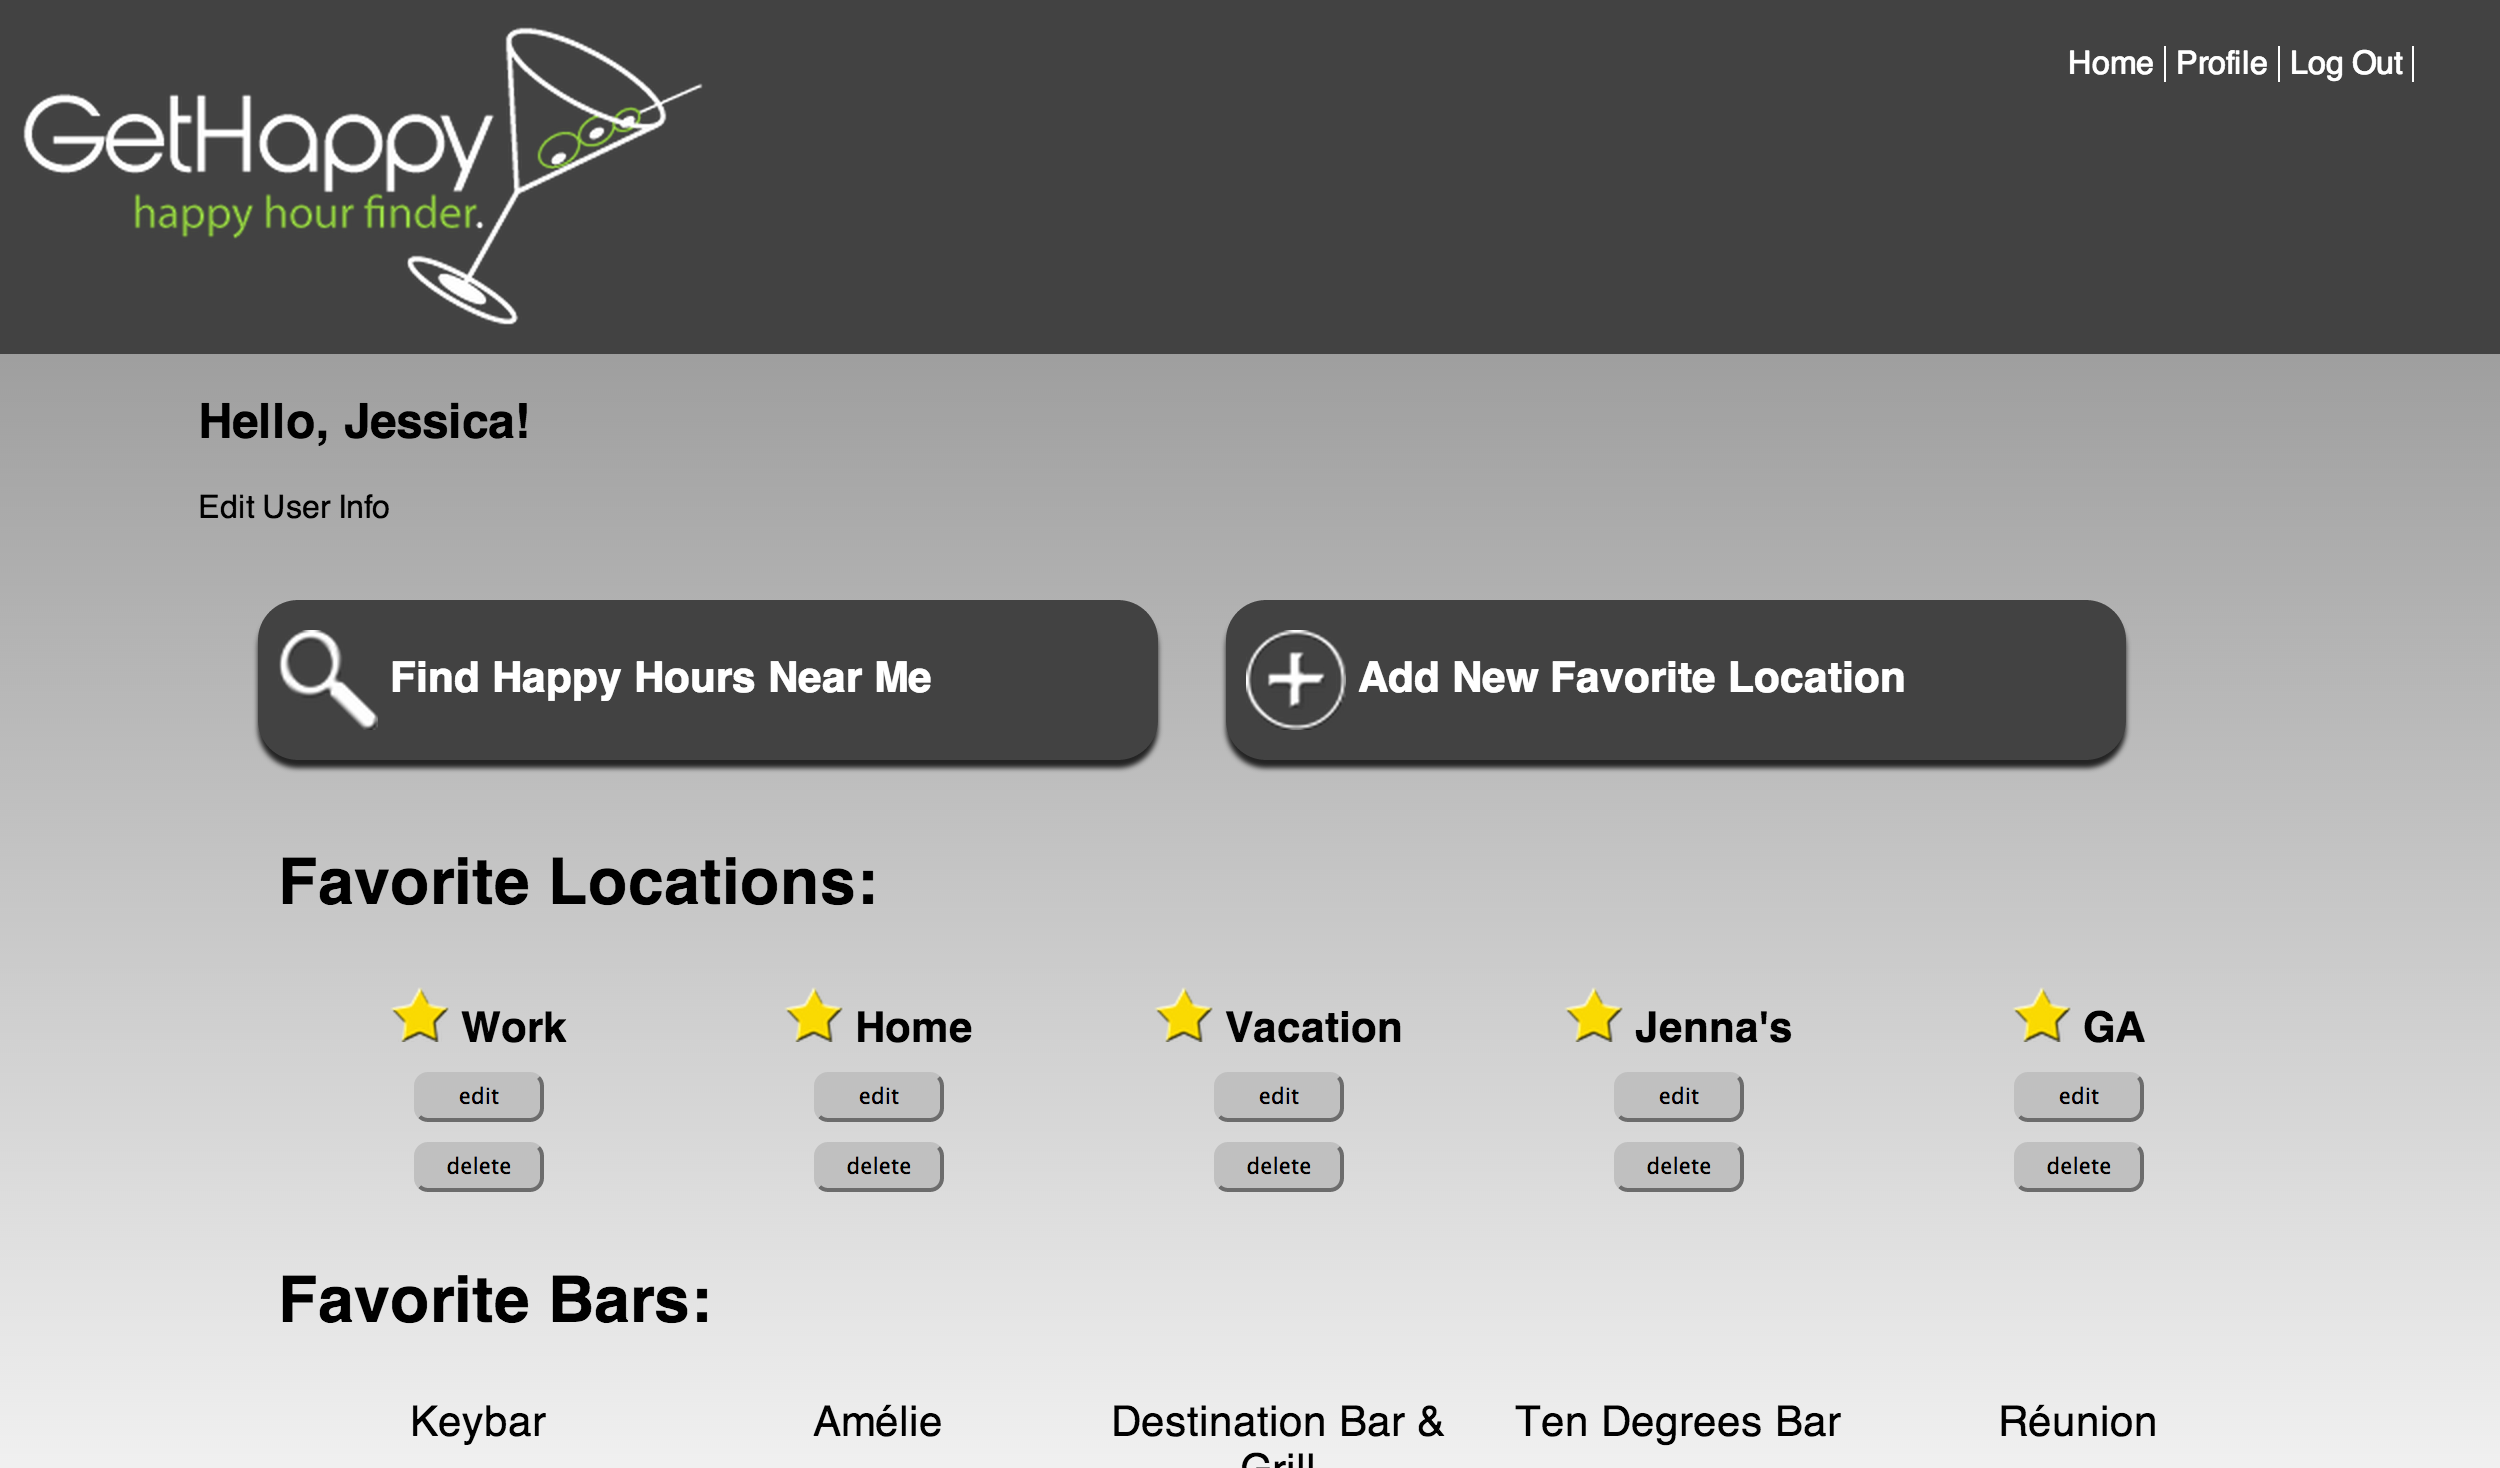 Home | Profile | Log Out |
GetHappy
happy hour finder.
Hello, Jessica!
Edit User Info
Find Happy Hours Near Me
Add New Favorite Location
Favorite Locations:
Work
Home
Vacation
Jenna's
GA
edit
edit
edit
edit
edit
delete
delete
delete
delete
delete
Favorite Bars:
Keybar
Amélie
Destination Bar &
Grill
Ten Degrees Bar
Réunion